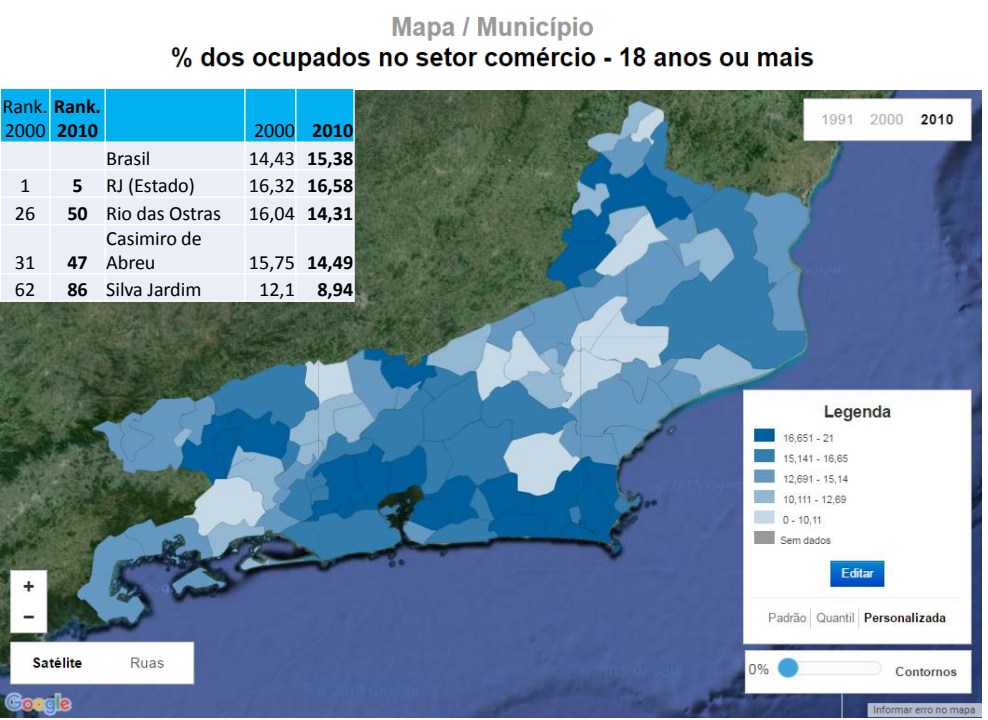 Mapa / Município
% dos ocupados no setor comércio - 18 anos ou mais
Rank. 2000 Rank. 2010 2000 2010
Brasil 14,43 15,38
1 5 RJ (Estado) 16,32 16,58
26 50 Rio das Ostras 16,04 14,31
31 47 Casimiro de Abreu 15,75 14,49
62 86 Silva Jardim 12,1 8,94
1991 2000 2010
Legenda
16,651 - 21
15,141 - 16,65
12,691 - 15,14
10,111 - 12,69
0 - 10,11
Sem dados
Editar
Padrão Quantil Personalizada
+
−
Satélite Ruas
0% Contornos
Google
Informar erro no mapa